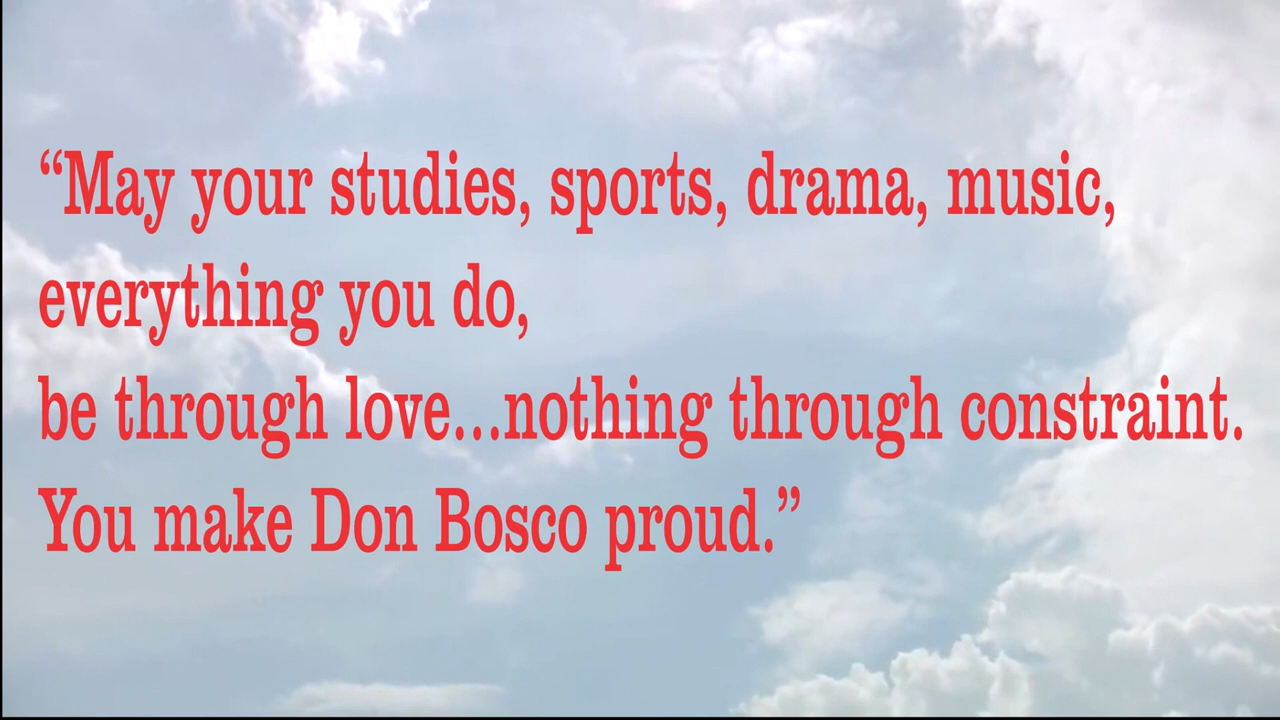 “May your studies, sports, drama, music,
everything you do,
be through love...nothing through constraint.
You make Don Bosco proud.”